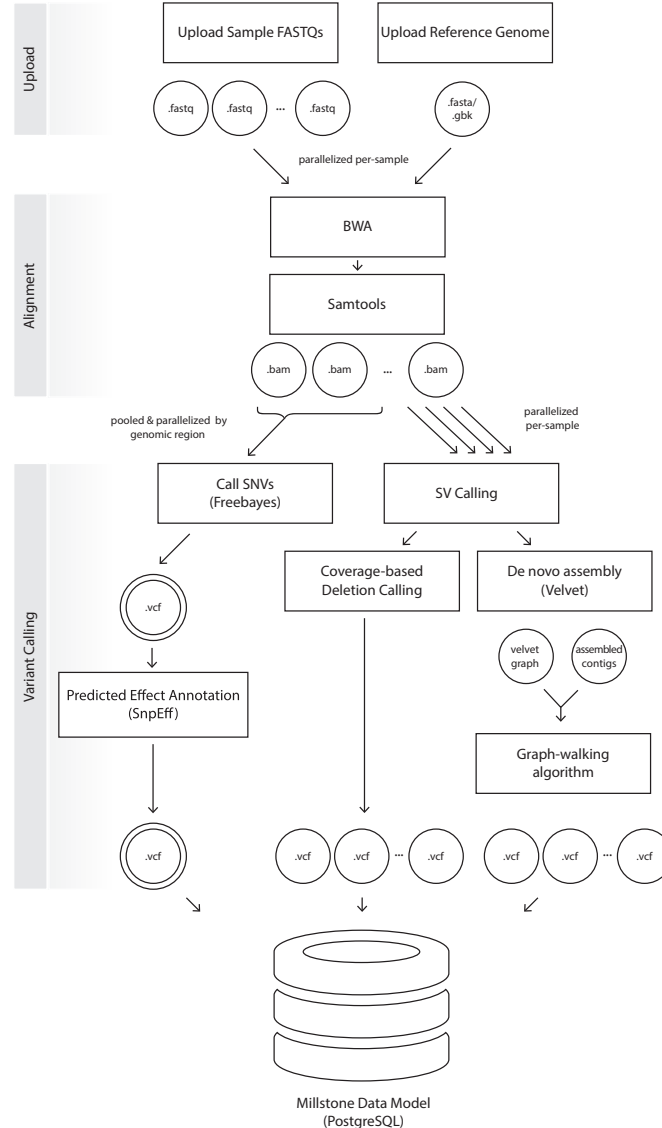 Upload
Upload Sample FASTQs
Upload Reference Genome
.fastq
.fastq
...
.fastq
.fasta/
.gbk
parallelized per-sample
Alignment
BWA
Samtools
.bam
.bam
...
.bam
pooled & parallelized by
genomic region
parallelized
per-sample
Variant Calling
Call SNVs
(Freebayes)
SV Calling
Coverage-based
Deletion Calling
De novo assembly
(Velvet)
.vcf
velvet
graph
assembled
contigs
Predicted Effect Annotation
(SnpEff)
Graph-walking
algorithm
.vcf
.vcf
.vcf
...
.vcf
.vcf
.vcf
...
.vcf
Millstone Data Model
(PostgreSQL)